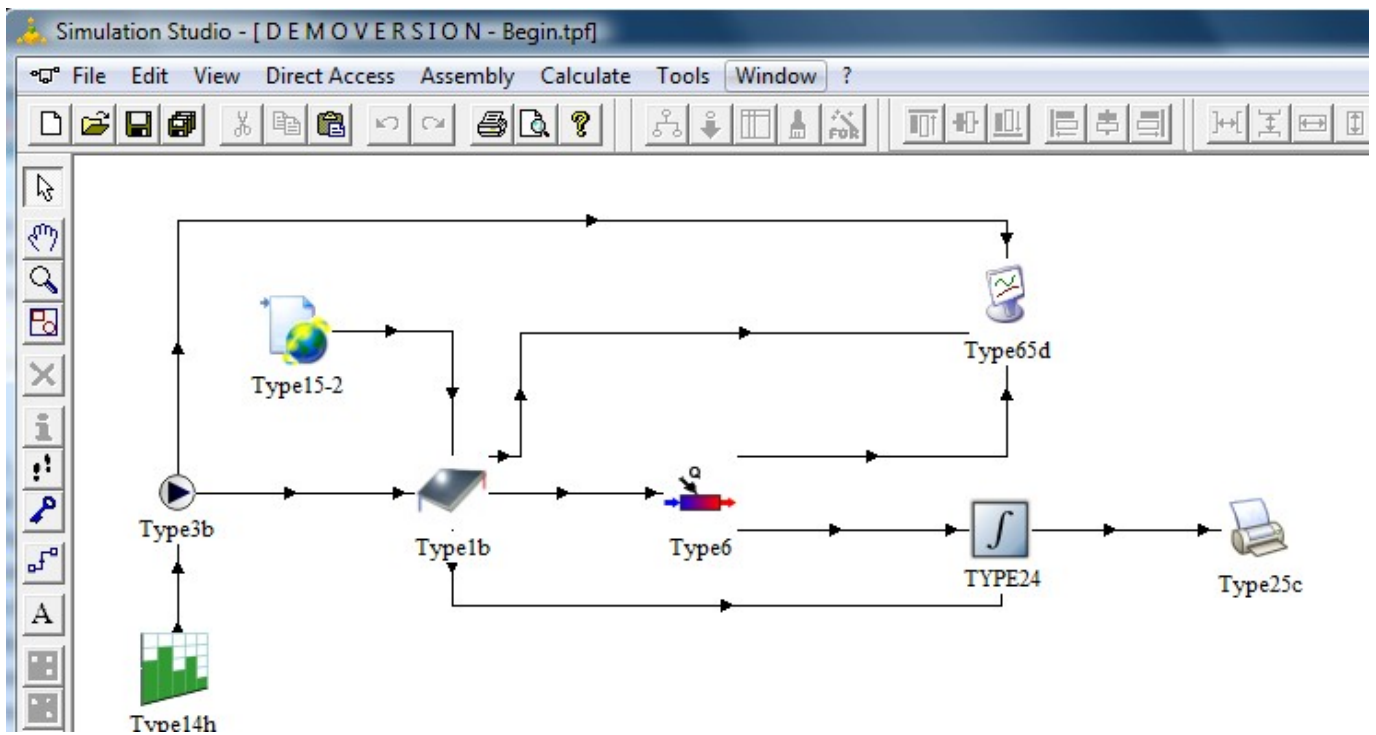 Simulation Studio - [ D E M O V E R S I O N - Begin.tpf]
File Edit View Direct Access Assembly Calculate Tools Window ?
FOR
Type65d
Type15-2
Q
Type3b
Type1b
Type6
∫
TYPE24
Type25c
A
Type14h